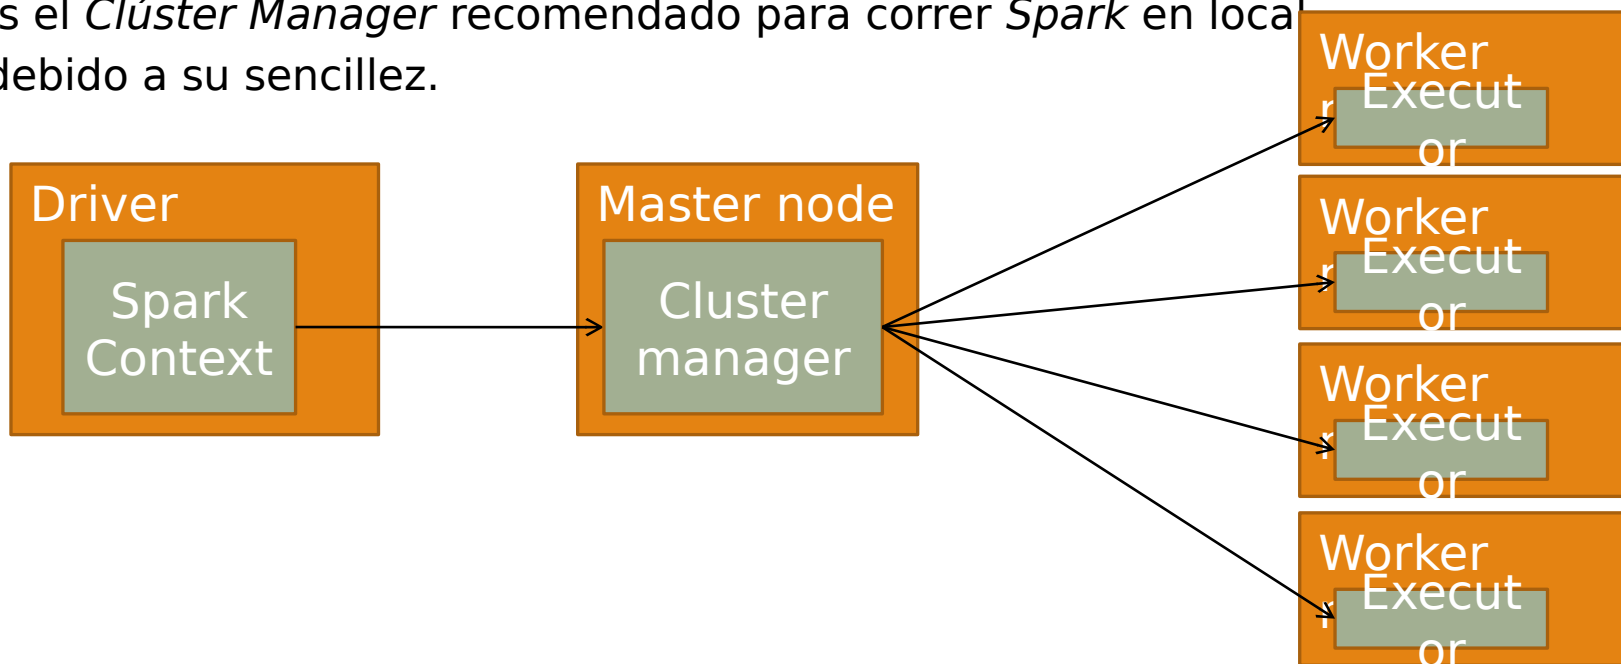 s el Clúster Manager recomendado para correr Spark en local
debido a su sencillez.
Driver
Spark
Context
Master node
Cluster
manager
Worker
Execut
or
Worker
Execut
or
Worker
Execut
or
Worker
Execut
or